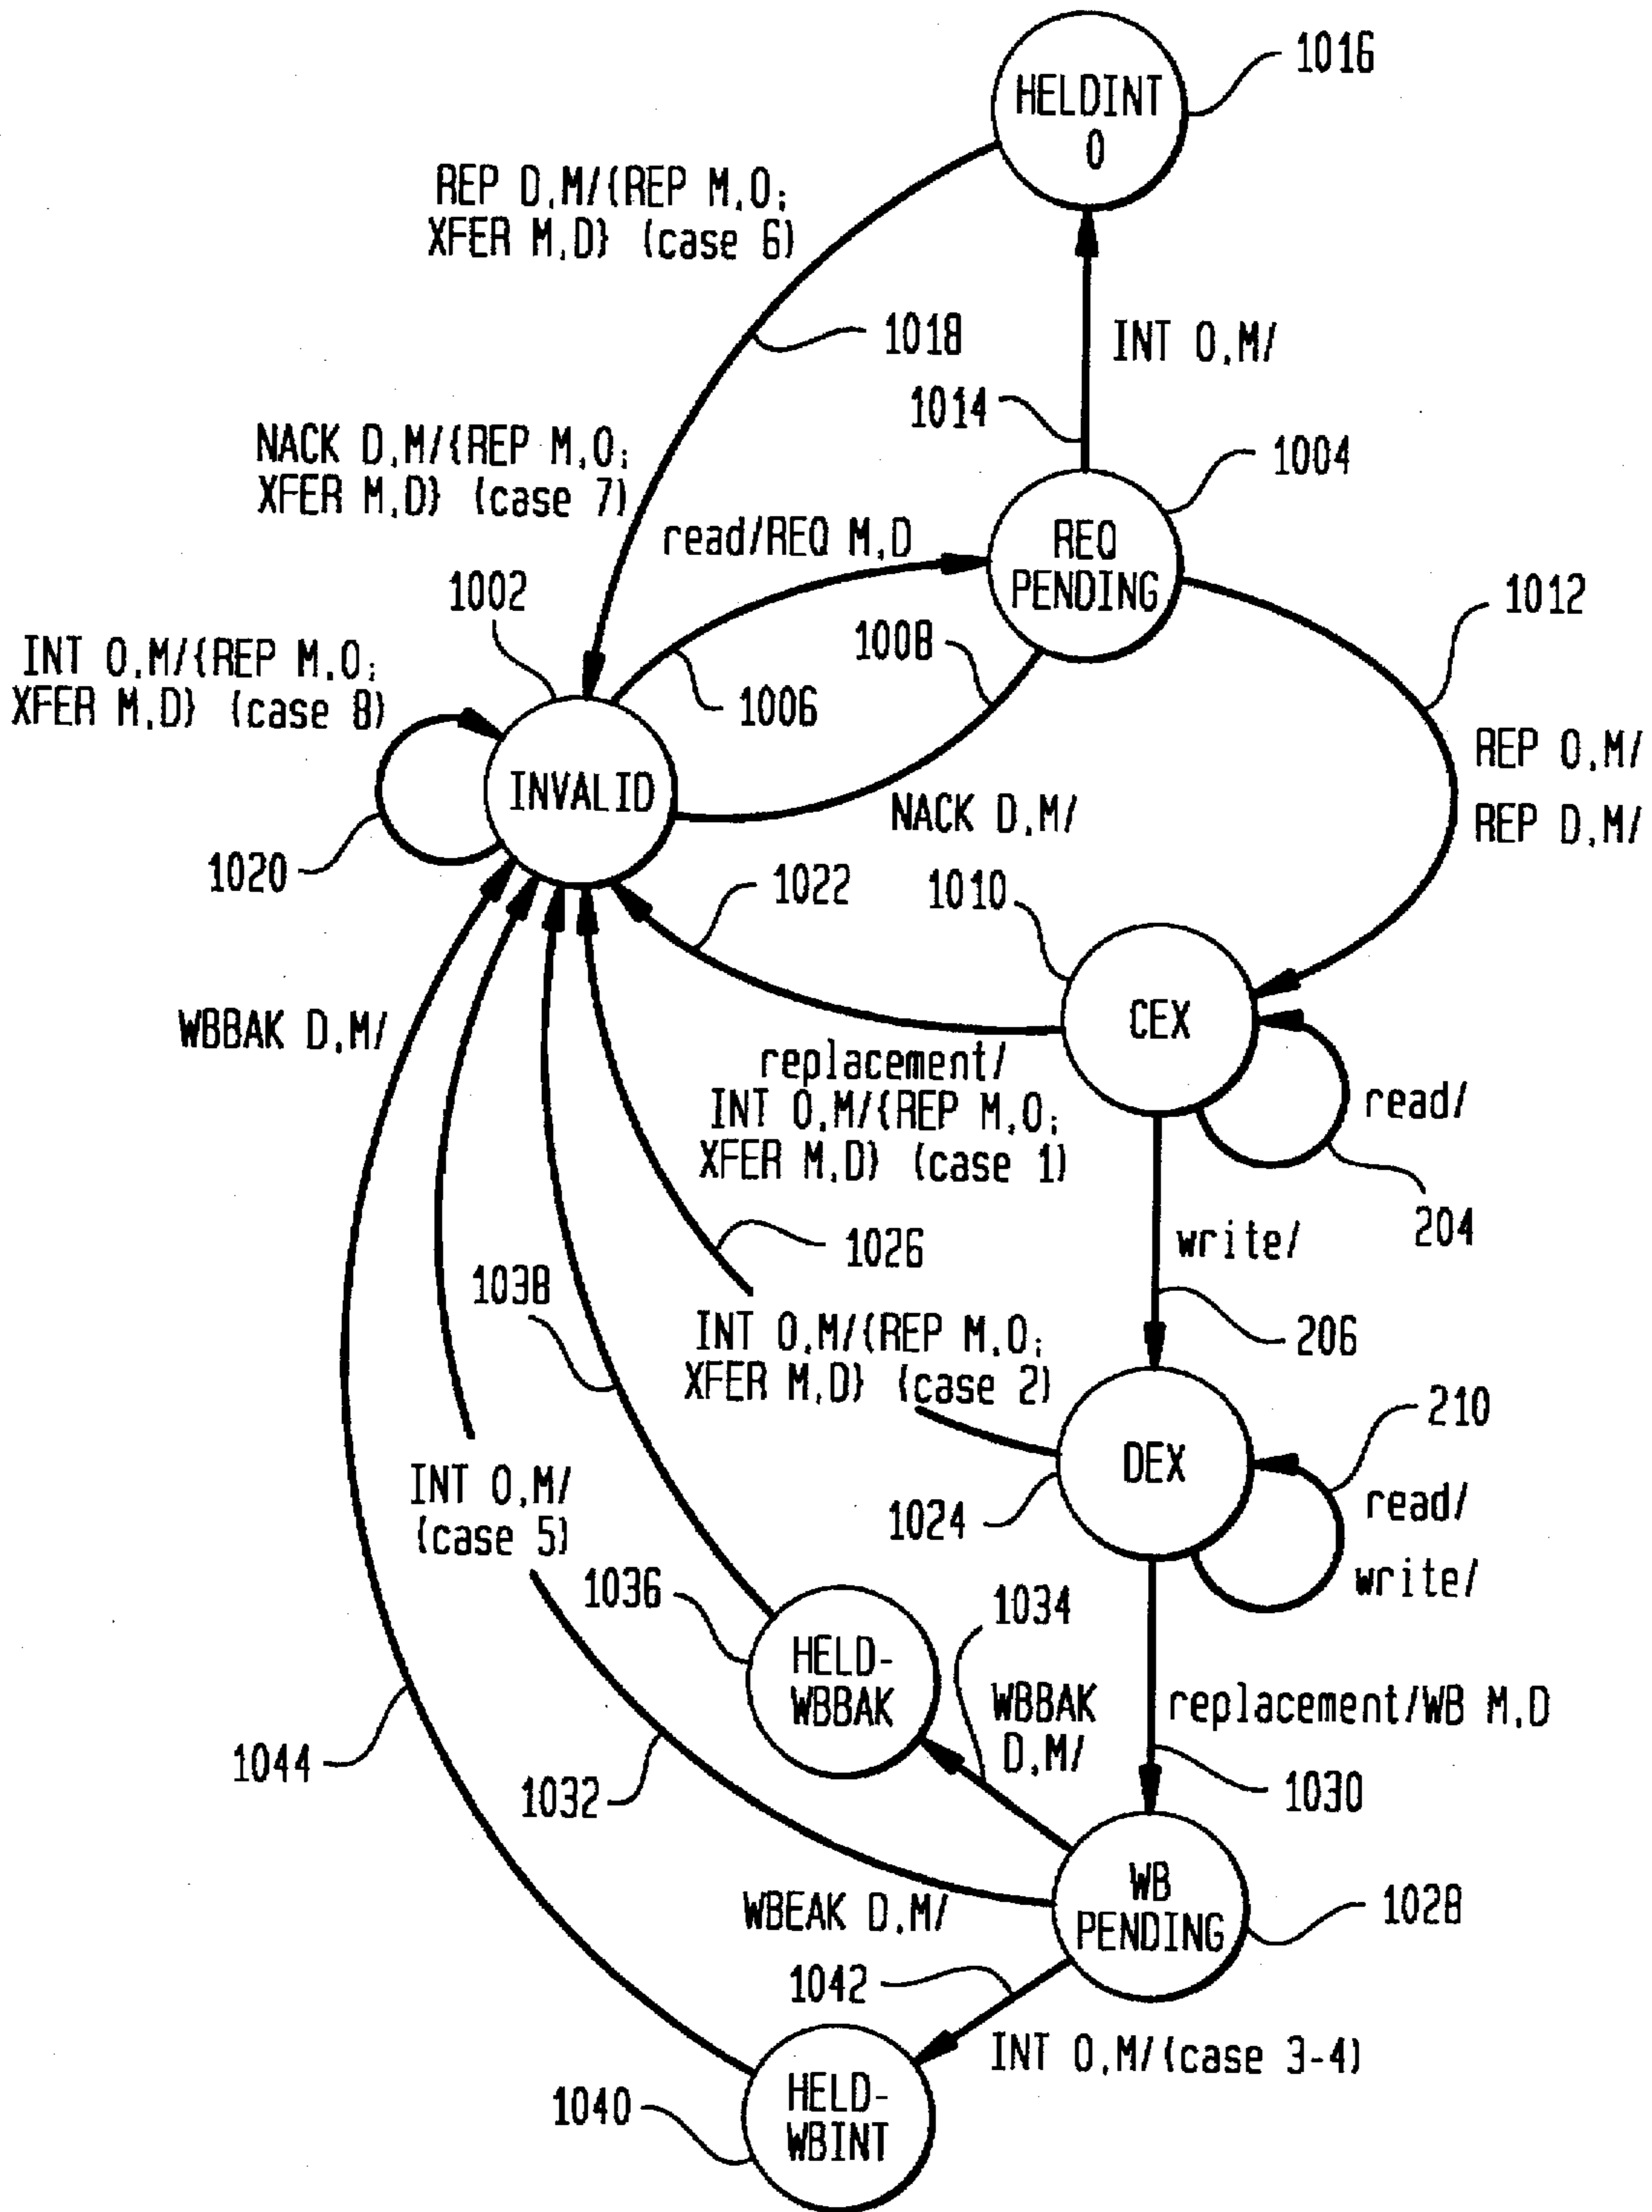 HELDINT
0
1016
REP D,M/{REP M,O;
XFER M,D} (case 6)
1018
INT O,M/
1014
NACK D,M/{REP M,O;
XFER M,D} (case 7)
1004
REQ
PENDING
read/REQ M,D
1002
1012
1008
INT O,M/{REP M,O;
XFER M,D} (case 8)
1006
REP O,M/
REP D,M/
INVALID
NACK D,M/
1020
1022
1010
WBBAK D,M/
CEX
replacement/
INT O,M/{REP M,O;
XFER M,D} (case 1)
read/
204
write/
1026
1038
206
INT O,M/{REP M,O;
XFER M,D} (case 2)
210
DEX
read/
write/
1024
INT O,M/
(case 5)
1036
1034
HELD-
WBBAK
WBBAK
D,M/
replacement/WB M,D
1044
1032
1030
WB
PENDING
1028
WBEAK D,M/
1042
INT O,M/(case 3-4)
HELD-
WBINT
1040